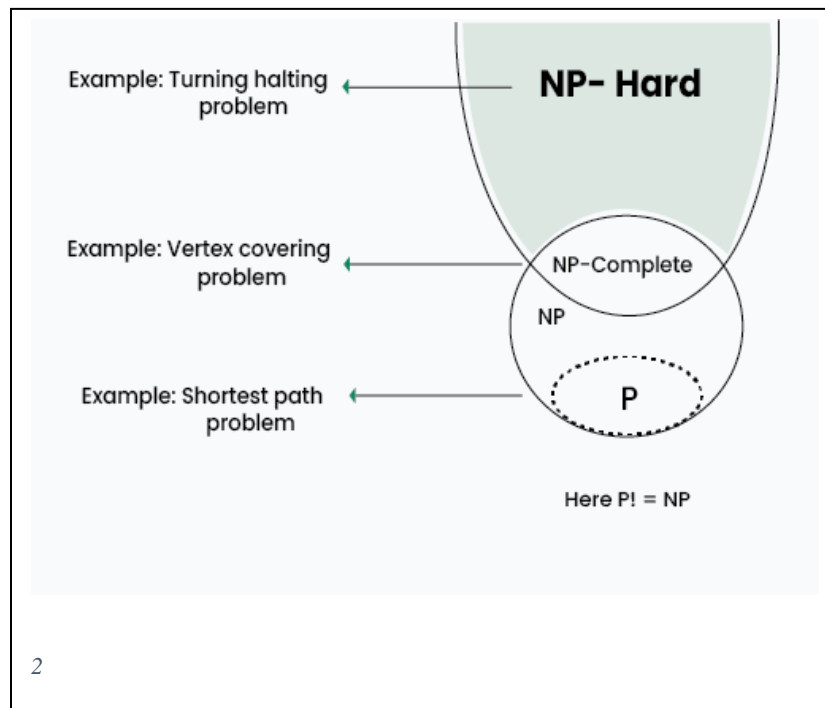 Example: Turning halting
problem
NP- Hard
Example: Vertex covering
problem
NP-Complete
NP
Example: Shortest path
problem
P
Here P! = NP
2